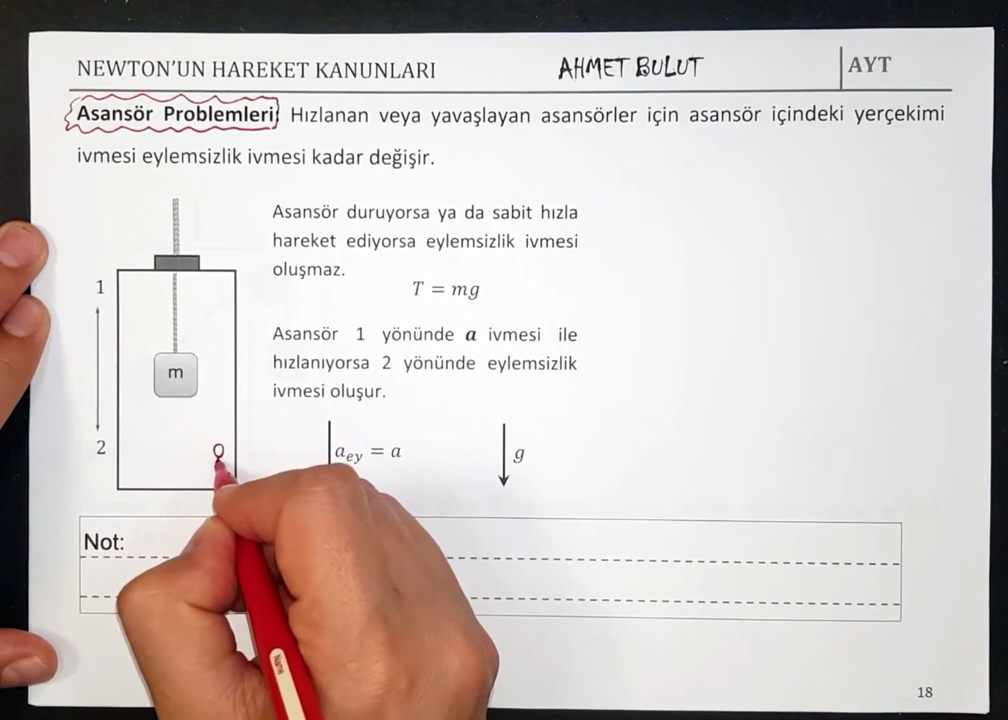 NEWTON'UN HAREKET KANUNLARI AHMET BULUT AYT
Asansör Problemleri Hızlanan veya yavaşlayan asansörler için asansör içindeki yerçekimi
ivmesi eylemsizlik ivmesi kadar değişir.
Asansör duruyorsa ya da sabit hızla
hareket ediyorsa eylemsizlik ivmesi
oluşmaz.
T = mg
1
Asansör 1 yönünde a ivmesi ile
hızlanıyorsa 2 yönünde eylemsizlik
ivmesi oluşur.
m
2
a_ey = a g
Not:
Name
18